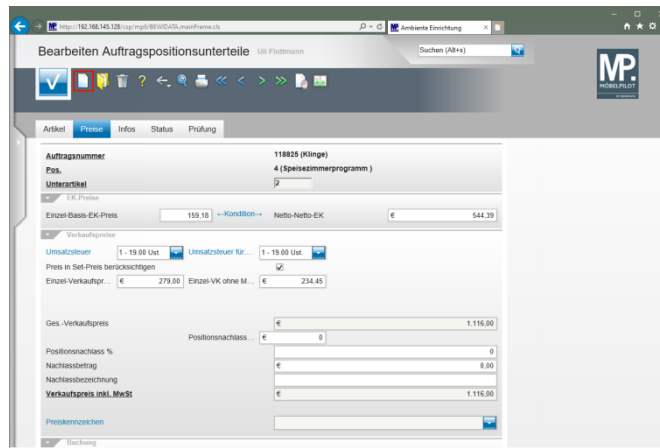 http://192.168.145.128/csp/mp8/BEWIDATA.mainFrame.cls
Ambiente Einrichtung
Bearbeiten Auftragspositionsunterteile Uli Flottmann
Suchen (Alt+s)
MP.
MÖBELPILOT
Artikel Preise Infos Status Prüfung
Auftragsnummer 118825 (Klinge)
Pos. 4 (Speisezimmerprogramm )
Unterartikel 2
EK-Preise
Einzel-Basis-EK-Preis 159,18 ←Kondition→ Netto-Netto-EK € 544,39
Verkaufspreise
Umsatzsteuer 1 - 19.00 Ust. Umsatzsteuer für... 1 - 19.00 Ust.
Preis in Set-Preis berücksichtigen
Einzel-Verkaufspr... € 279,00 Einzel-VK ohne M... € 234,45
Ges.-Verkaufspreis € 1.116,00
Positionsnachlass... € 0
Positionsnachlass % 0
Nachlassbetrag € 0,00
Nachlassbezeichnung
Verkaufspreis inkl. MwSt € 1.116,00
Preiskennzeichen
Buchung